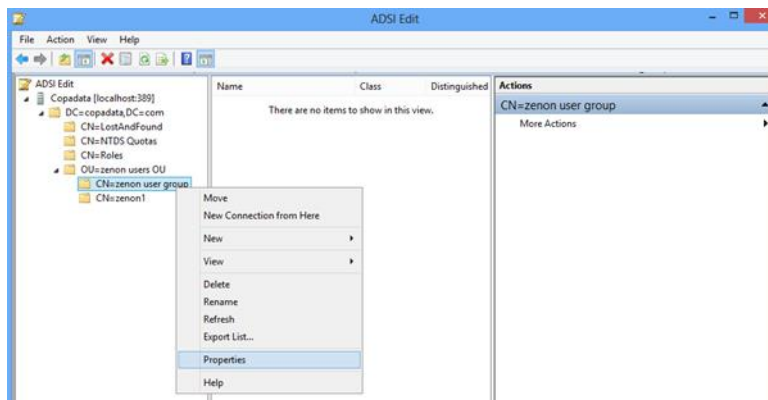 ADSI Edit
File Action View Help
ADSI Edit
Copadata [localhost:389]
DC=copadata,DC=com
CN=LostAndFound
CN=NTDS Quotas
CN=Roles
OU=zenon users OU
CN=zenon user group
CN=zenon1
Name Class Distinguished
There are no items to show in this view.
Move
New Connection from Here
New
View
Delete
Rename
Refresh
Export List...
Properties
Help
Actions
CN=zenon user group
More Actions